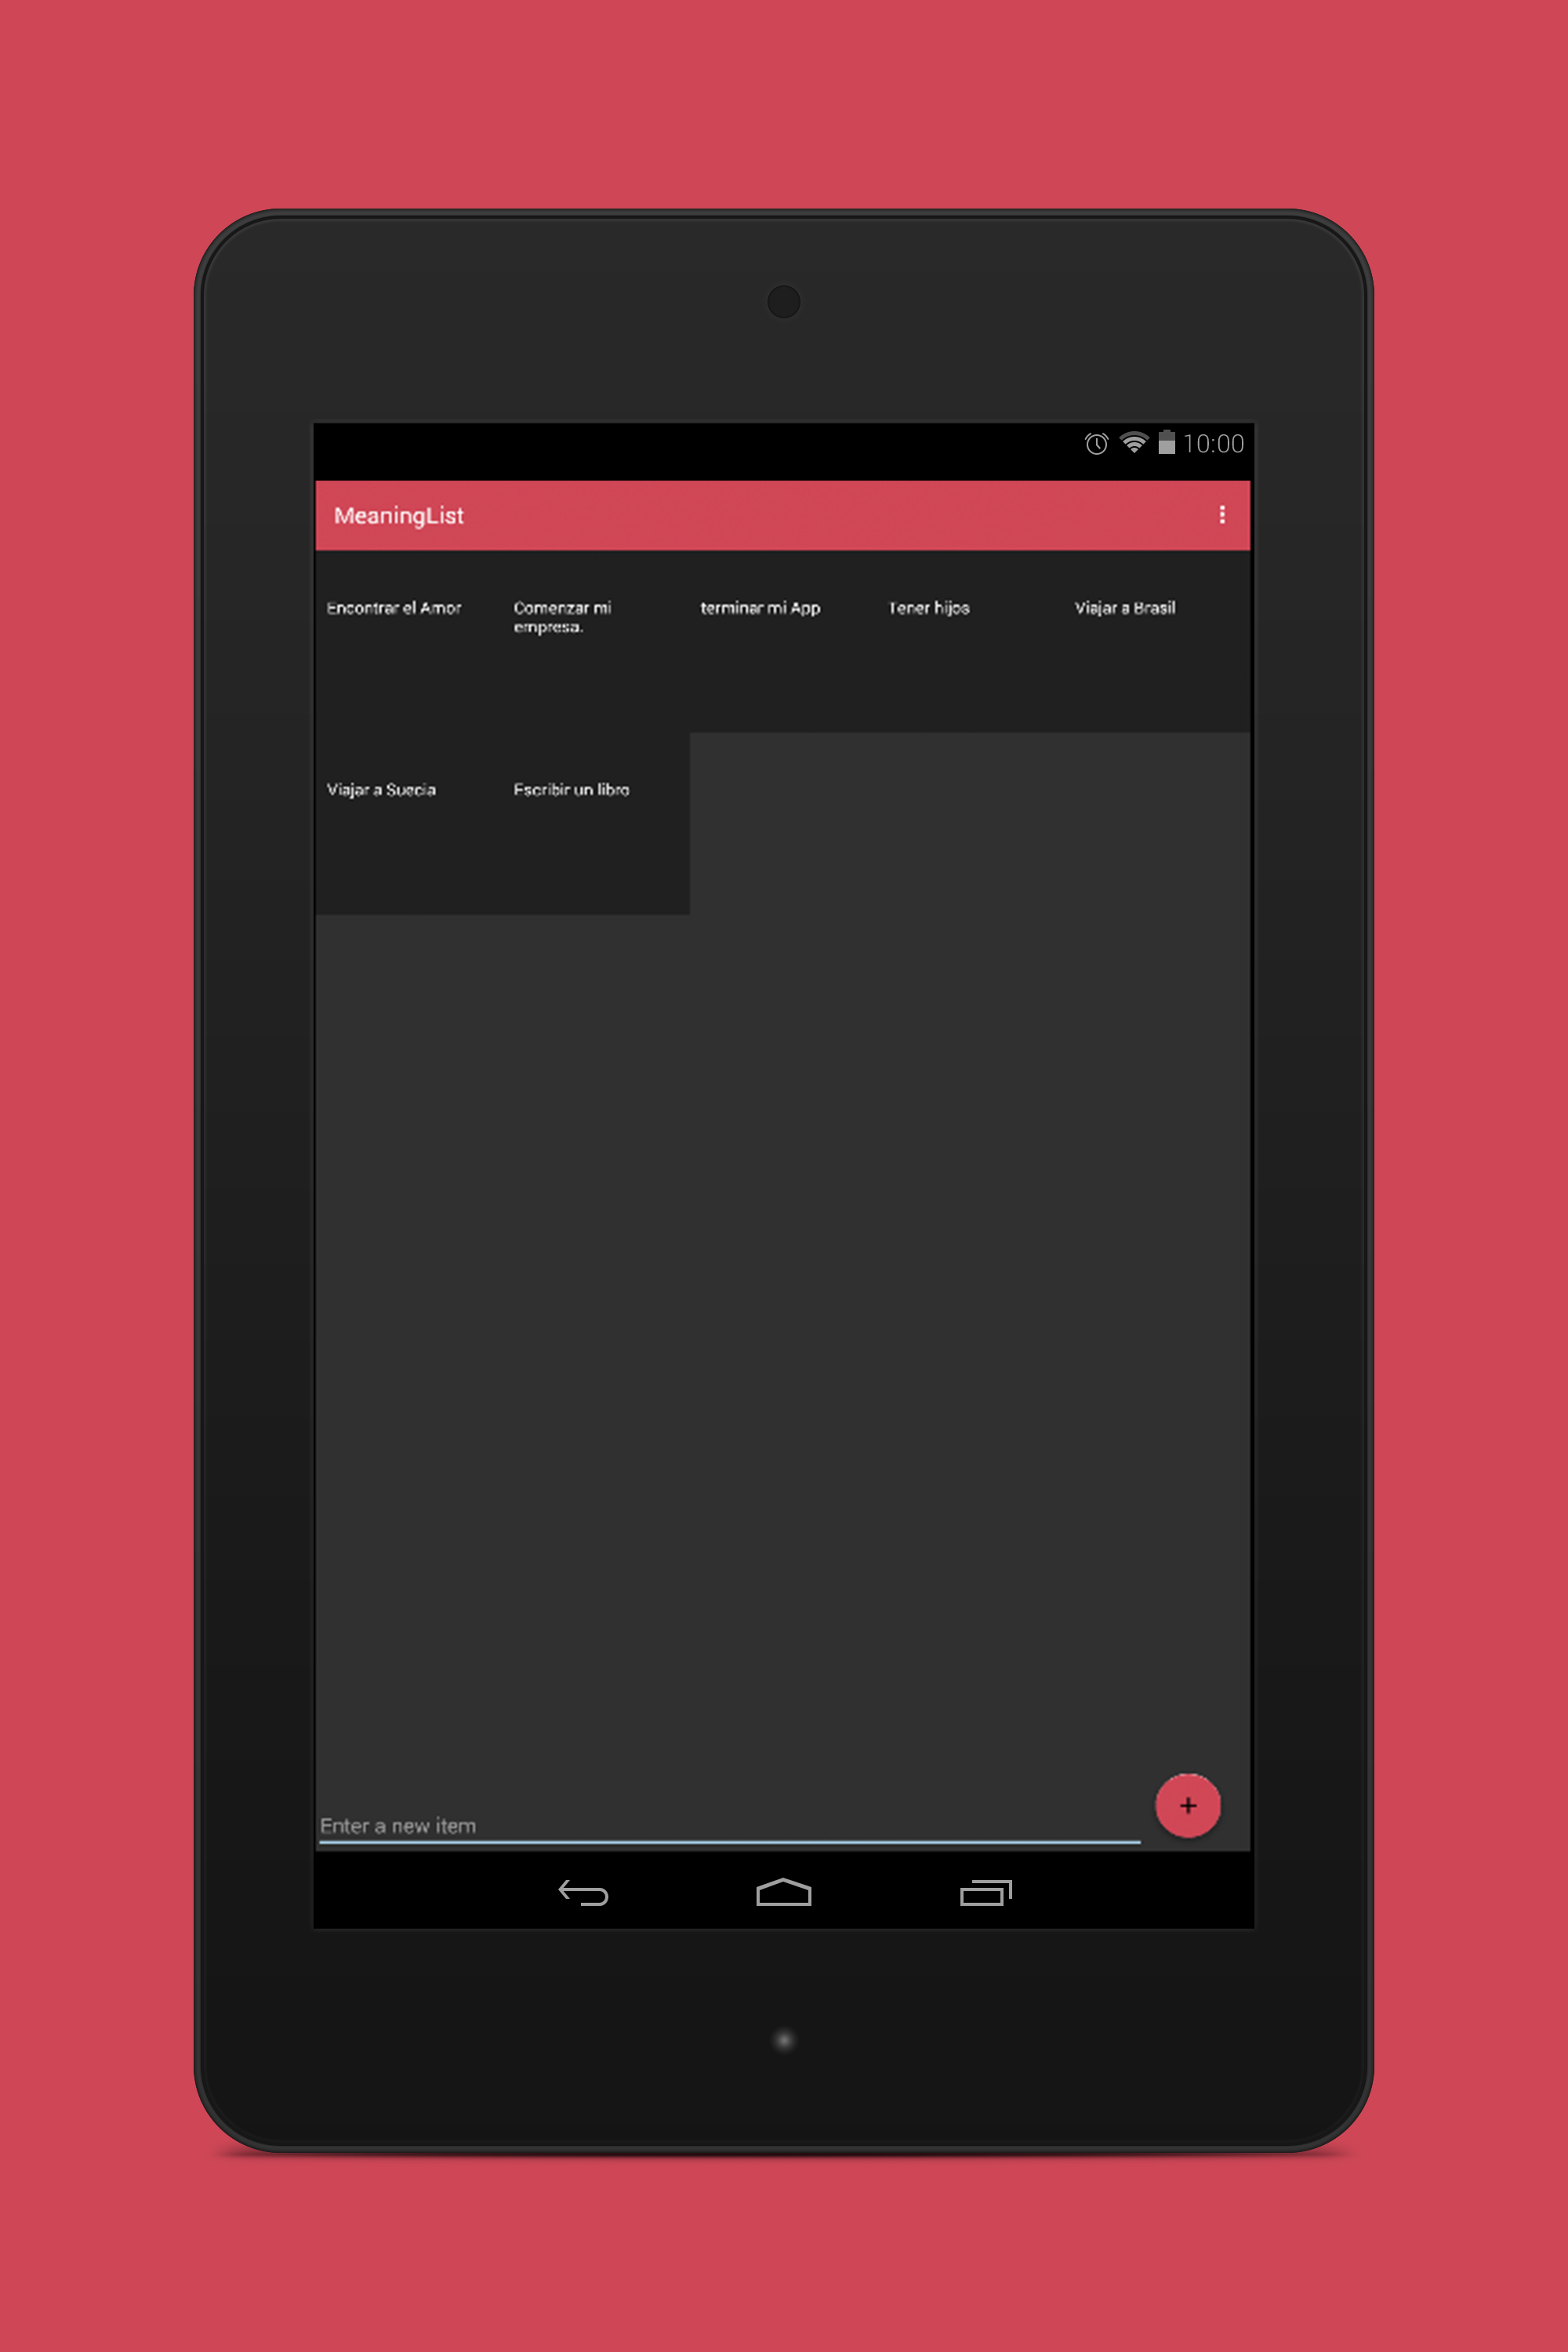 10:00
MeaningList
Encontrar el Amor
Comenzar mi
empresa.
terminar mi App
Tener hijos
Viajar a Brasil
Viajar a Suecia
Escribir un libro
Enter a new item